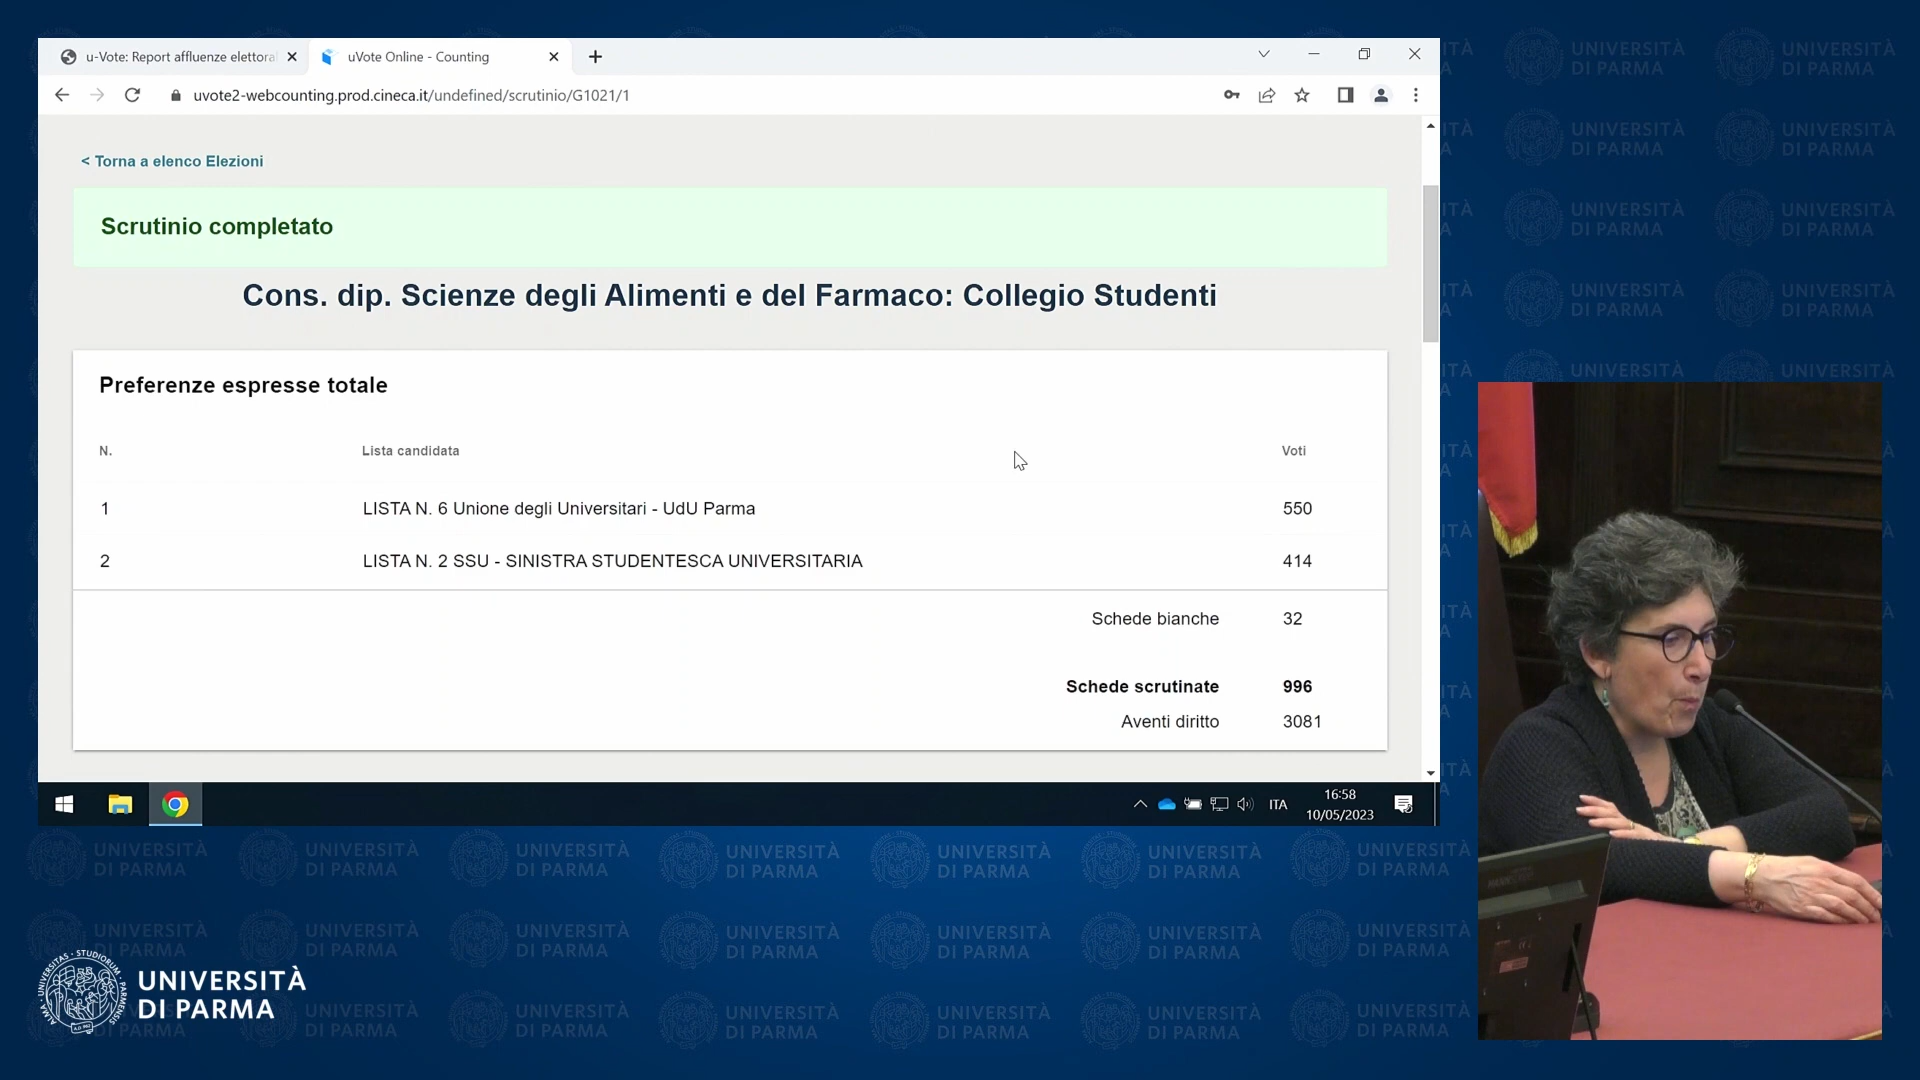 u-Vote: Report affluenze elettoral
uVote Online - Counting
uvote2-webcounting.prod.cineca.it/undefined/scrutinio/G1021/1
< Torna a elenco Elezioni
Scrutinio completato
Cons. dip. Scienze degli Alimenti e del Farmaco: Collegio Studenti
Preferenze espresse totale
N. Lista candidata Voti
1 LISTA N. 6 Unione degli Universitari - UdU Parma 550
2 LISTA N. 2 SSU - SINISTRA STUDENTESCA UNIVERSITARIA 414
Schede bianche 32
Schede scrutinate 996
Aventi diritto 3081
ITA
16:58
10/05/2023
UNIVERSITÀ
DI PARMA